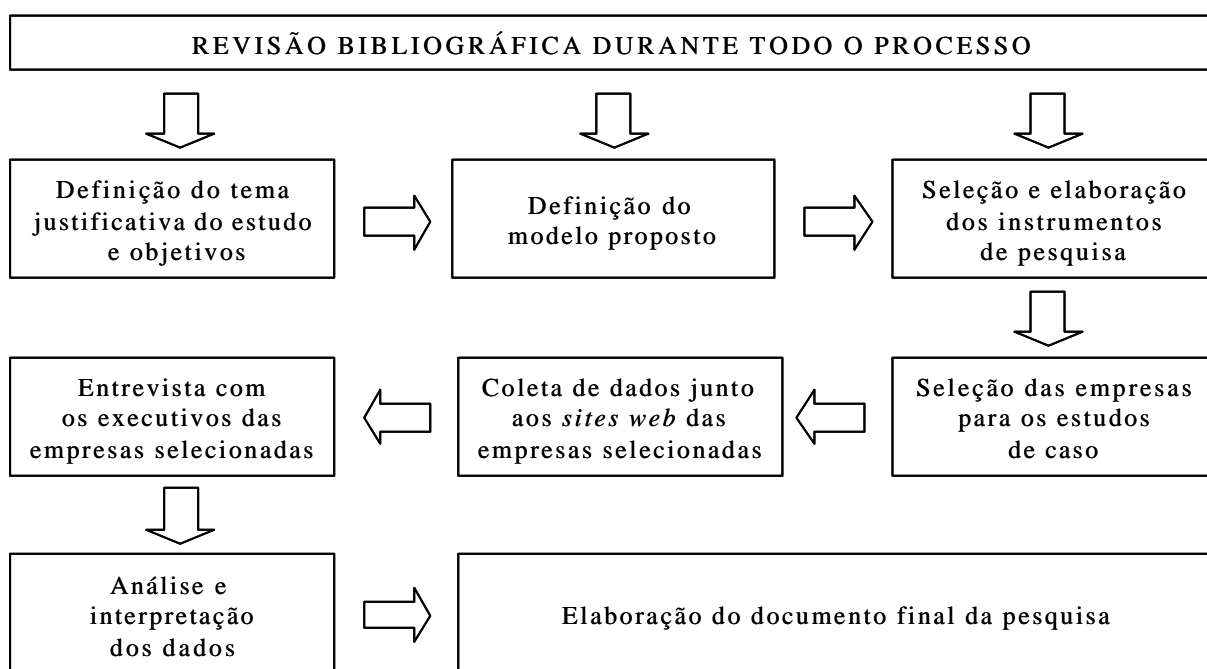 REVISÃO BIBLIOGRÁFICA DURANTE TODO O PROCESSO
Definição do tema
justificativa do estudo
e objetivos
Definição do
modelo proposto
Seleção e elaboração
dos instrumentos
de pesquisa
Seleção das empresas
para os estudos
de caso
Coleta de dados junto
aos sites web das
empresas selecionadas
Entrevista com
os executivos das
empresas selecionadas
Análise e
interpretação
dos dados
Elaboração do documento final da pesquisa